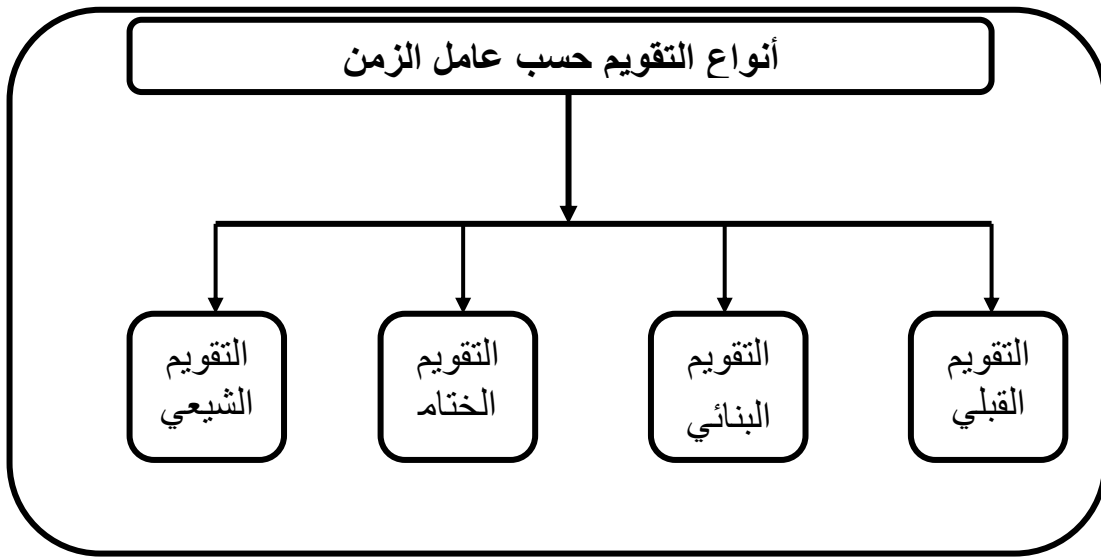 أنواع التقويم حسب عامل الزمن
التقويم
القبلي
التقويم
البنائي
التقويم
الختام
التقويم
الشيعي